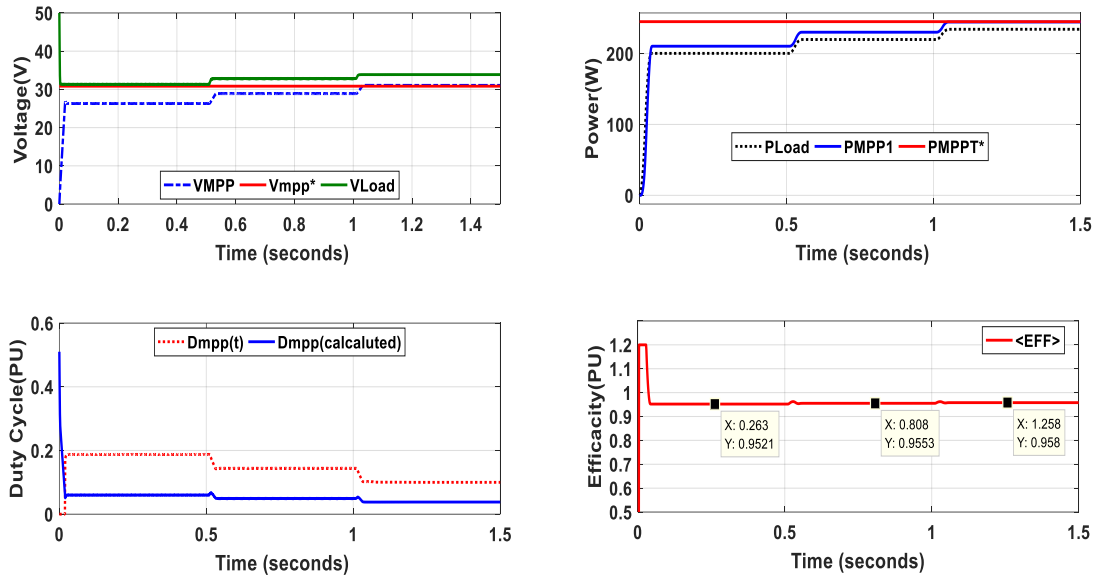 50
40
30
20
10
0
Voltage(V)
0 0.2 0.4 0.6 0.8 1 1.2 1.4
VMPP Vmpp* VLoad
Time (seconds)
200
100
0
Power(W)
0 0.5 1 1.5
PLoad PMPP1 PMPPT*
Time (seconds)
0.6
0.4
0.2
0
Duty Cycle(PU)
0 0.5 1 1.5
Dmpp(t) Dmpp(calcaluted)
Time (seconds)
1.2
1.1
1
0.9
0.8
0.7
0.6
0.5
Efficacity(PU)
<EFF>
X: 0.263
Y: 0.9521
X: 0.808
Y: 0.9553
X: 1.258
Y: 0.958
0 0.5 1 1.5
Time (seconds)